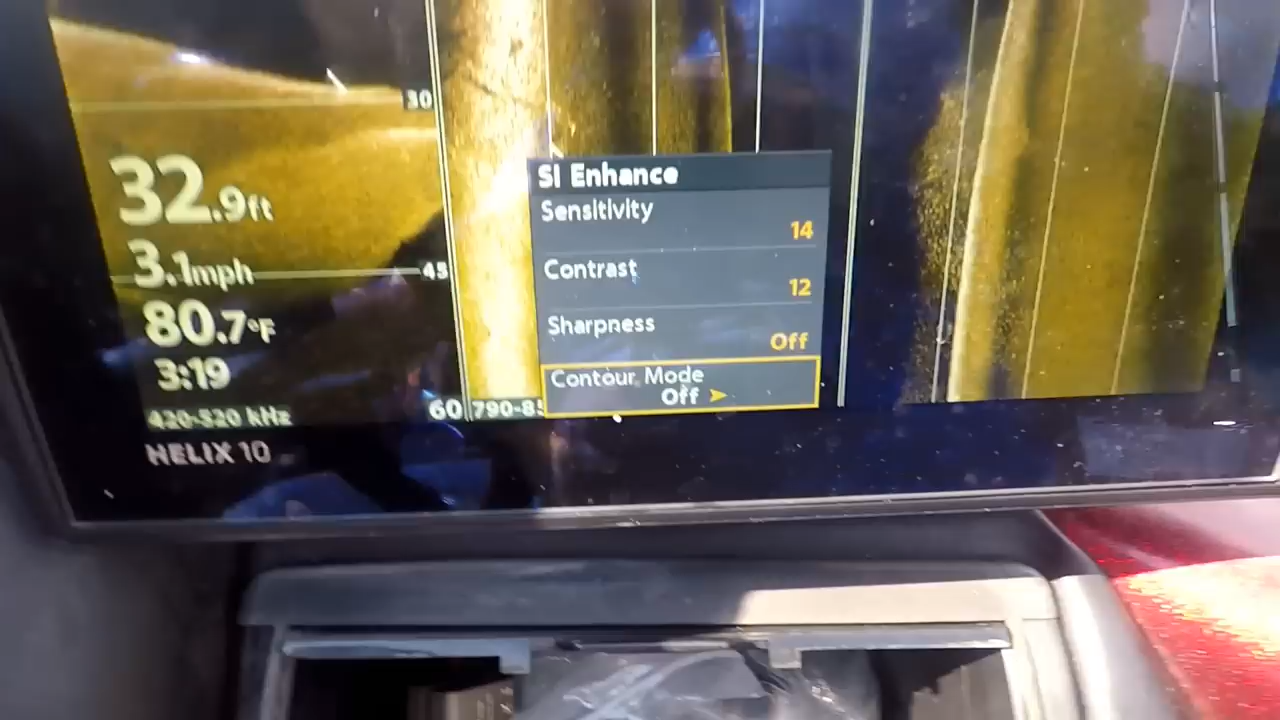 30
32.9ft
3.1mph
45
80.7°F
3:19
420-520 kHz
60
HELIX 10
SI Enhance
Sensitivity
14
Contrast
12
Sharpness
Off
Contour Mode
Off